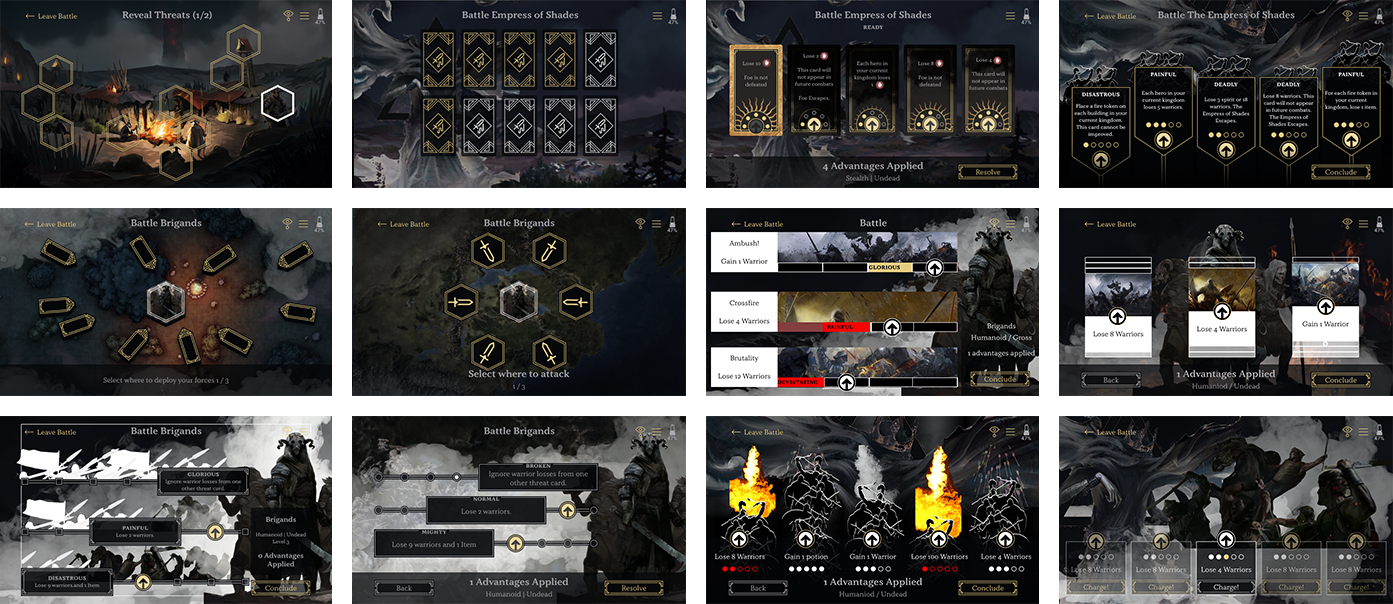 ← Leave Battle
Reveal Threats (1/2)
47%
Battle Empress of Shades
47%
Battle Empress of Shades
READY
47%
Lose 10
Foe is not
defeated
Lose 2
This card will
not appear in
future combats
Foe Escapes.
Each hero in
your current
kingdom loses
1
Lose 8
Foe is not
defeated
Lose 4
This card will
not appear in
future combats
4 Advantages Applied
Stealth | Undead
Resolve
← Leave Battle
Battle The Empress of Shades
47%
DISASTROUS
Place a fire token on
each building in your
current kingdom.
This card cannot be
improved.
PAINFUL
Each hero in your
current kingdom
loses 5 warriors.
DEADLY
Lose 3 spirit or 18
warriors. The
Empress of Shades
Escapes.
DEADLY
Lose 8 warriors. This
card will not appear
in future combats.
The Empress of
Shades Escapes.
PAINFUL
For each fire token in
your current
kingdom, lose 1 item.
Conclude
← Leave Battle
Battle Brigands
47%
Select where to deploy your forces 1 / 3
← Leave Battle
Battle Brigands
47%
Select where to attack
1 / 3
← Leave Battle
Battle
47%
Ambush!
Gain 1 Warrior
GLORIOUS
Crossfire
Lose 4 Warriors
PAINFUL
Brutality
Lose 12 Warriors
DEVASTATING
Brigands
Humanoid / Gross
1 advantages applied
Conclude
← Leave Battle
47%
Lose 8 Warriors
Lose 4 Warriors
Gain 1 Warrior
Back
1 Advantages Applied
Humaniod / Undead
Conclude
← Leave Battle
Battle Brigands
47%
GLORIOUS
Ignore warrior losses from one
other threat card.
PAINFUL
Lose 2 warriors.
DISASTROUS
Lose 9 warriors and 1 Item
Brigands
Humanoid | Undead
Level 3
0 Advantages
Applied
Conclude
Battle Brigands
47%
BROKEN
Ignore warrior losses from one
other threat card.
NORMAL
Lose 2 warriors.
MIGHTY
Lose 9 warriors and 1 Item
Back
1 Advantages Applied
Humanoid | Undead
Resolve
← Leave Battle
47%
Lose 8 Warriors
Gain 1 potion
Gain 1 Warrior
Lose 100 Warriors
Lose 4 Warriors
Back
1 Advantages Applied
Humaniod / Undead
Conclude
← Leave Battle
47%
Lose 8 Warriors
Charge!
Lose 8 Warriors
Charge!
Lose 4 Warriors
Charge!
Lose 8 Warriors
Charge!
Lose 8 Warriors
Charge!